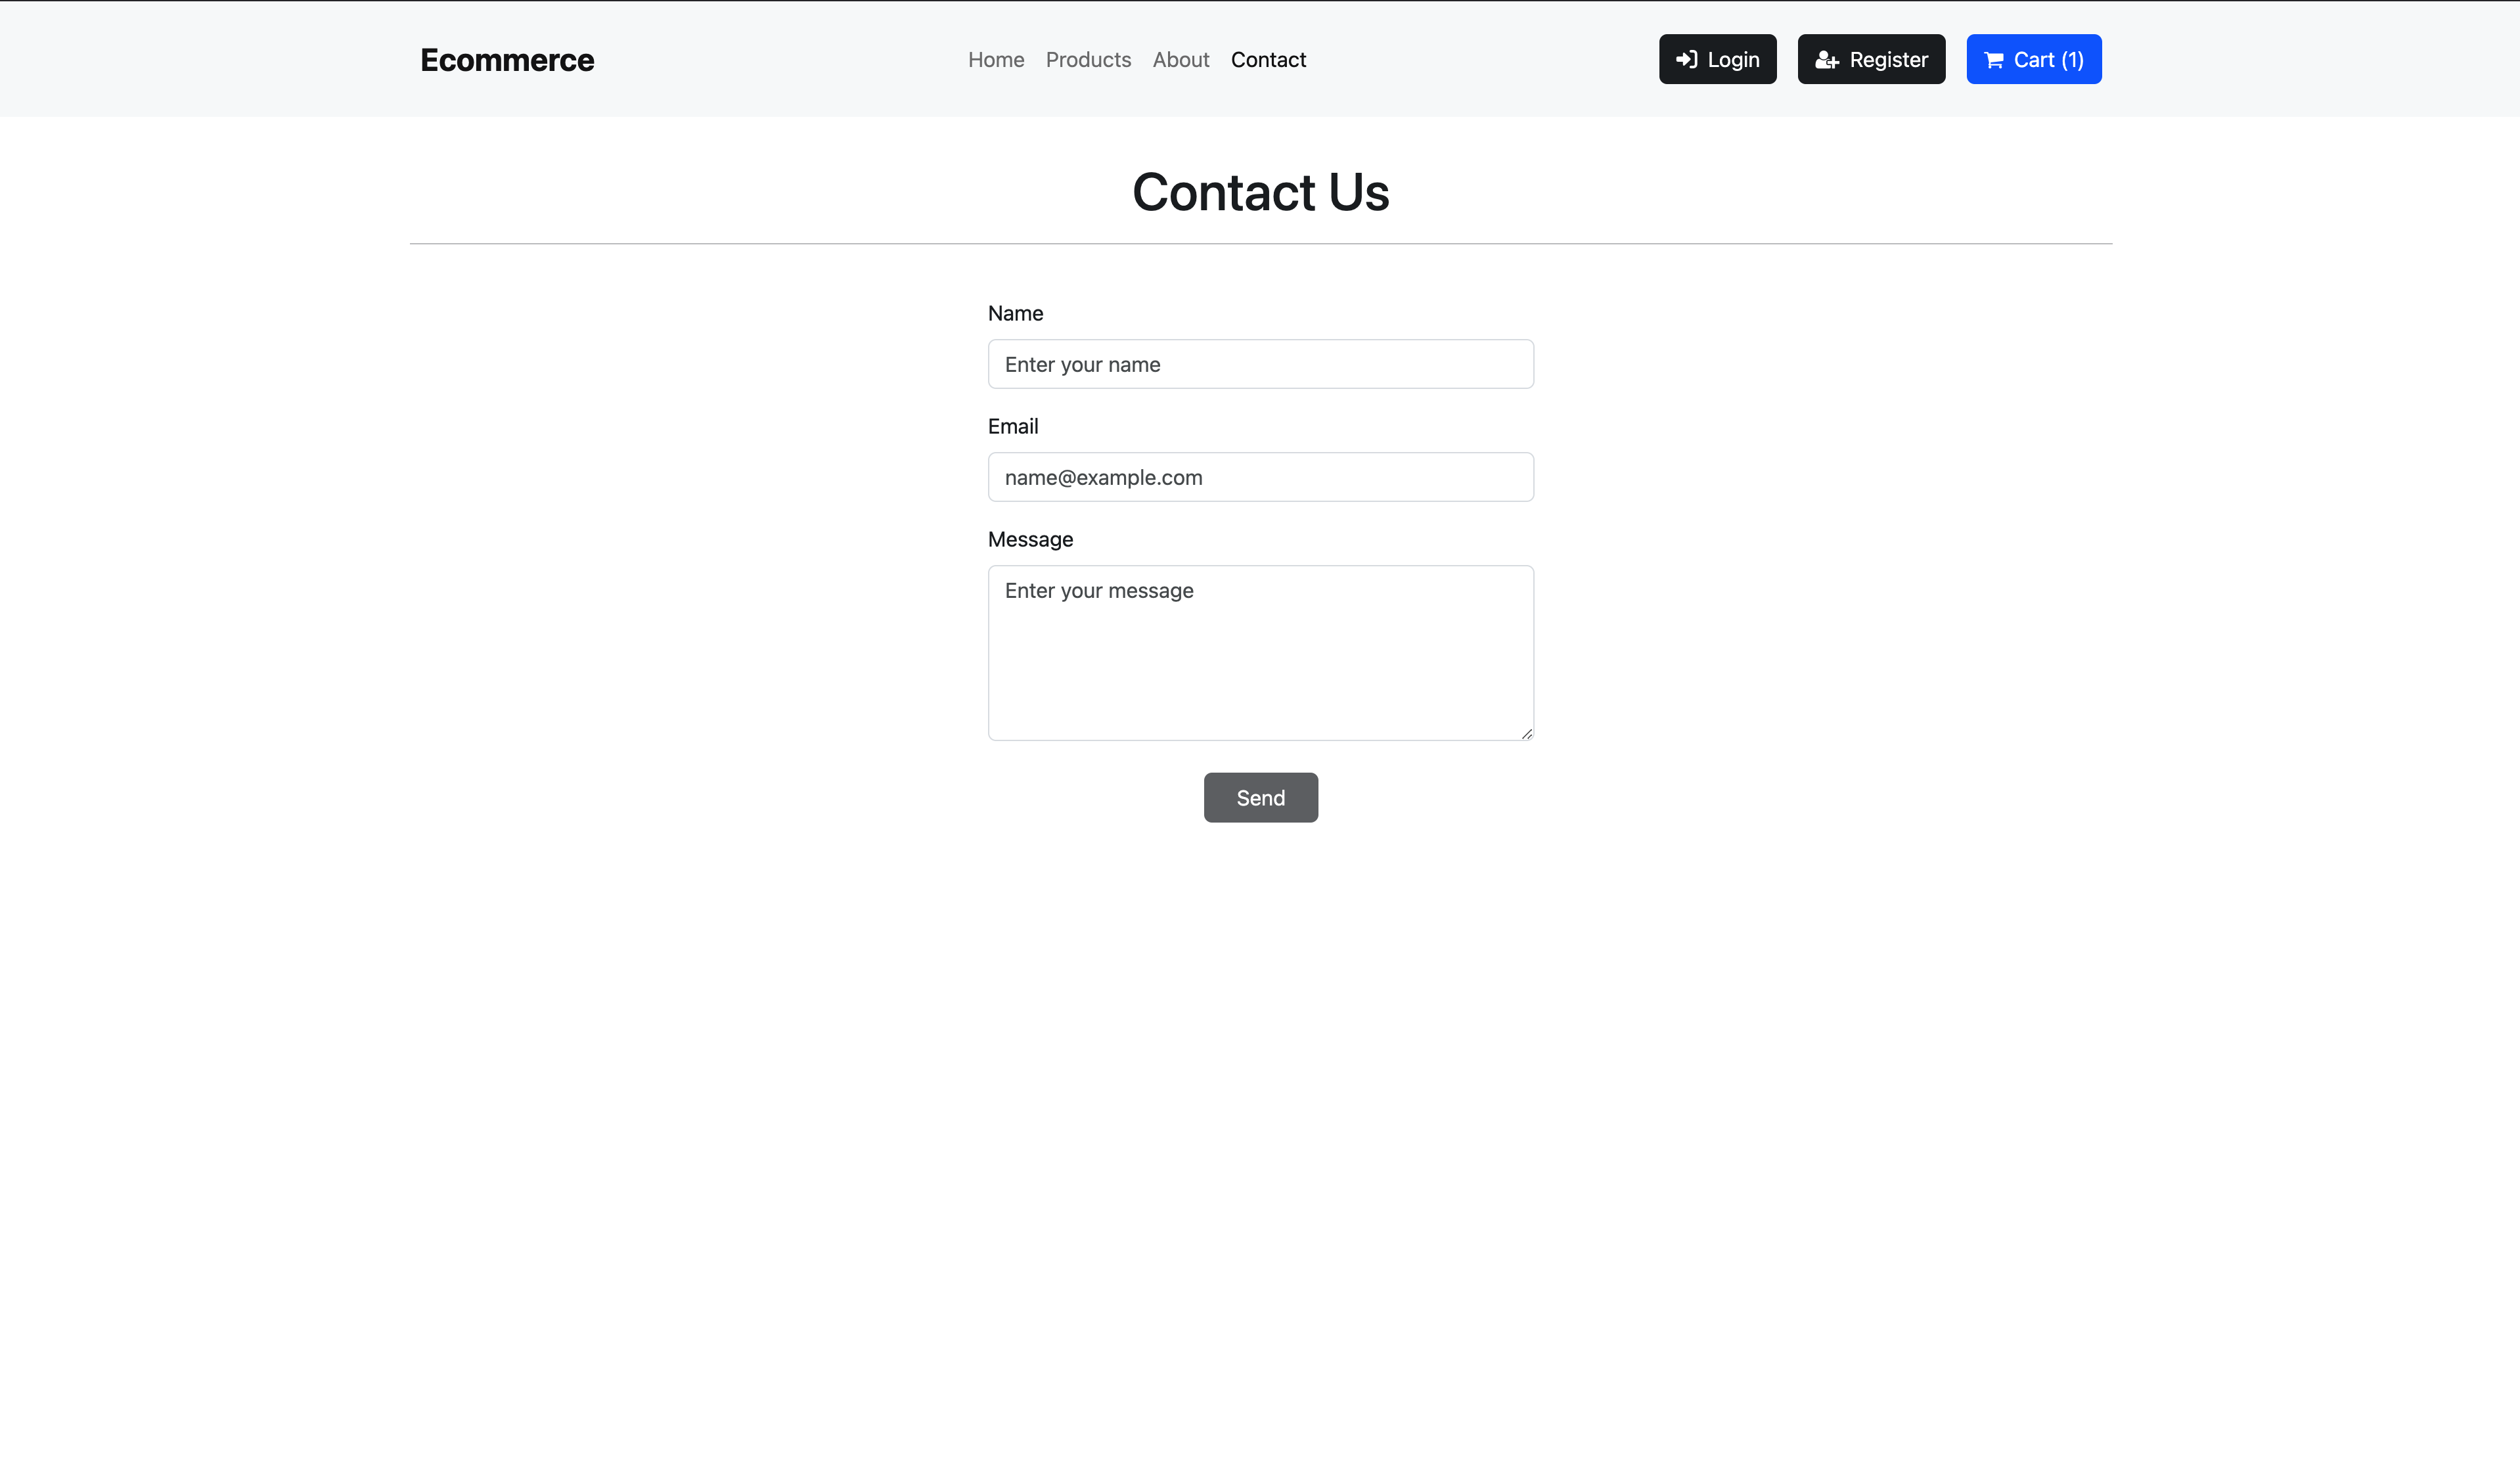 Ecommerce
Home Products About Contact
Login Register Cart (1)
Contact Us
Name
Enter your name
Email
name@example.com
Message
Enter your message
Send